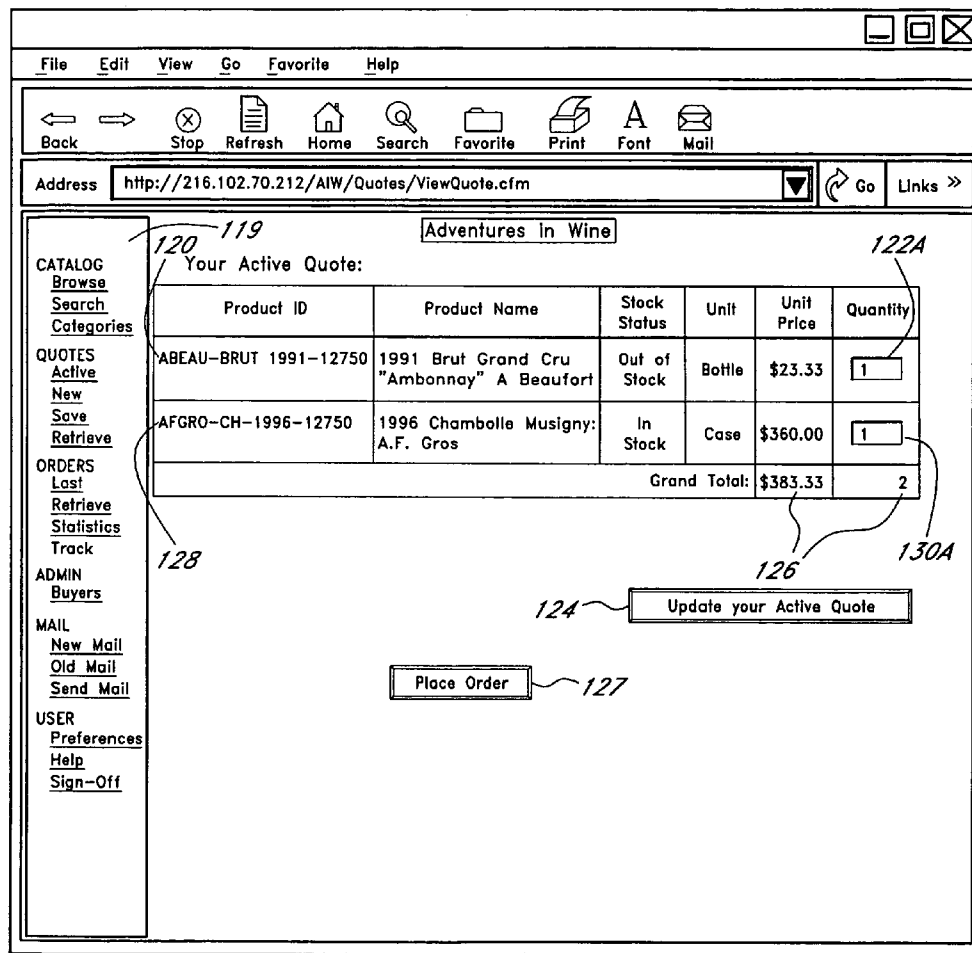 File Edit View Go Favorite Help
Back Stop Refresh Home Search Favorite Print Font Mail
A
Address http://216.102.70.212/AIW/Quotes/ViewQuote.cfm Go Links »
119
CATALOG
Browse
Search
Categories
QUOTES
Active
New
Save
Retrieve
ORDERS
Last
Retrieve
Statistics
Track
ADMIN
Buyers
MAIL
New Mail
Old Mail
Send Mail
USER
Preferences
Help
Sign-Off
Adventures in Wine
120
122A
Your Active Quote:
Product ID Product Name Stock Status Unit Unit Price Quantity
ABEAU-BRUT 1991-12750 1991 Brut Grand Cru "Ambonnay" A Beaufort Out of Stock Bottle $23.33 1
AFGRO-CH-1996-12750 1996 Chambolle Musigny: A.F. Gros In Stock Case $360.00 1
Grand Total: $383.33 2
128
126
130A
124 Update your Active Quote
Place Order 127